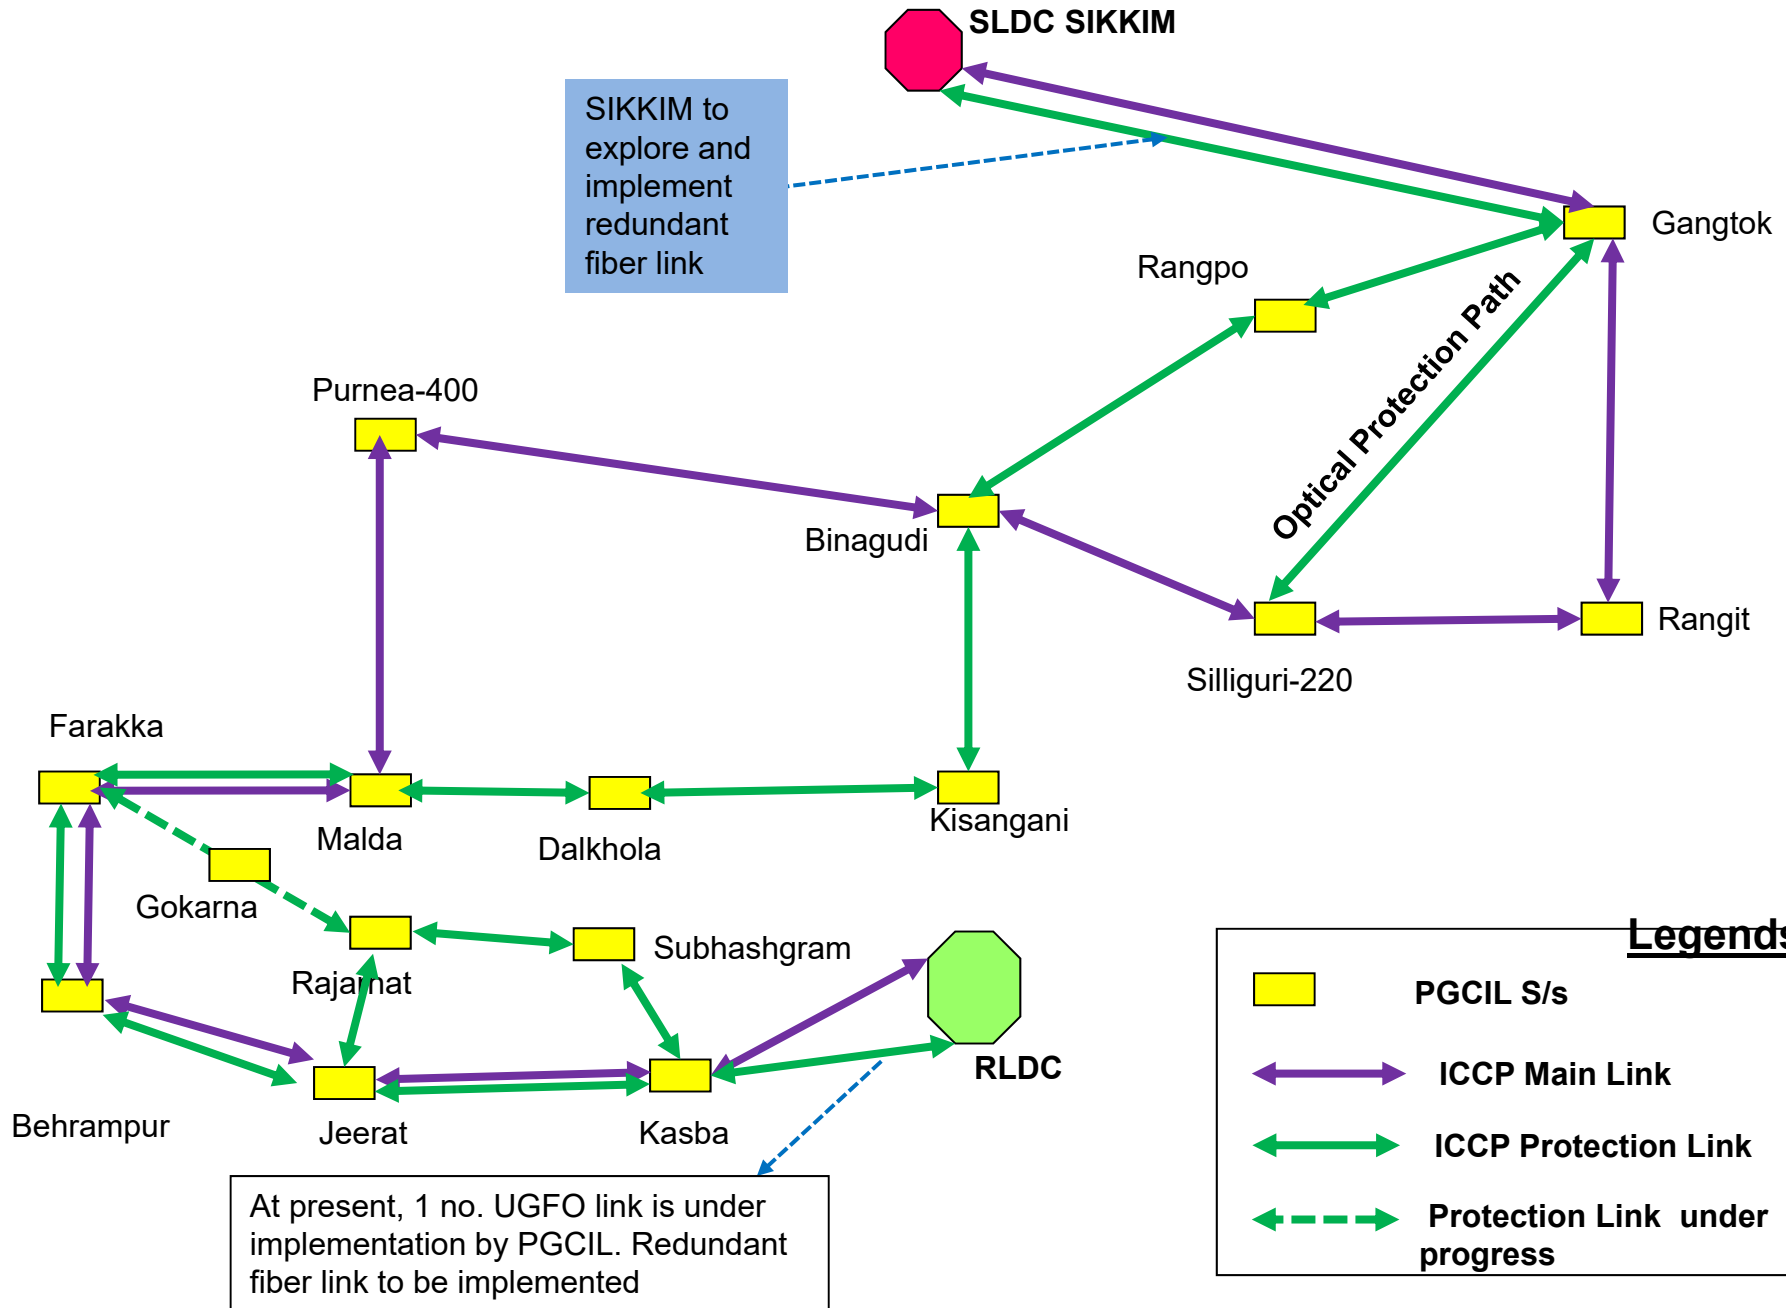 SLDC SIKKIM
SIKKIM to
explore and
implement
redundant
fiber link
Gangtok
Rangpo
Optical Protection Path
Purnea-400
Binagudi
Rangit
Silliguri-220
Farakka
Malda
Dalkhola
Kisangani
Gokarna
Rajarhat
Subhashgram
RLDC
Behrampur
Jeerat
Kasba
At present, 1 no. UGFO link is under
implementation by PGCIL. Redundant
fiber link to be implemented
Legends
PGCIL S/s
ICCP Main Link
ICCP Protection Link
Protection Link under
progress